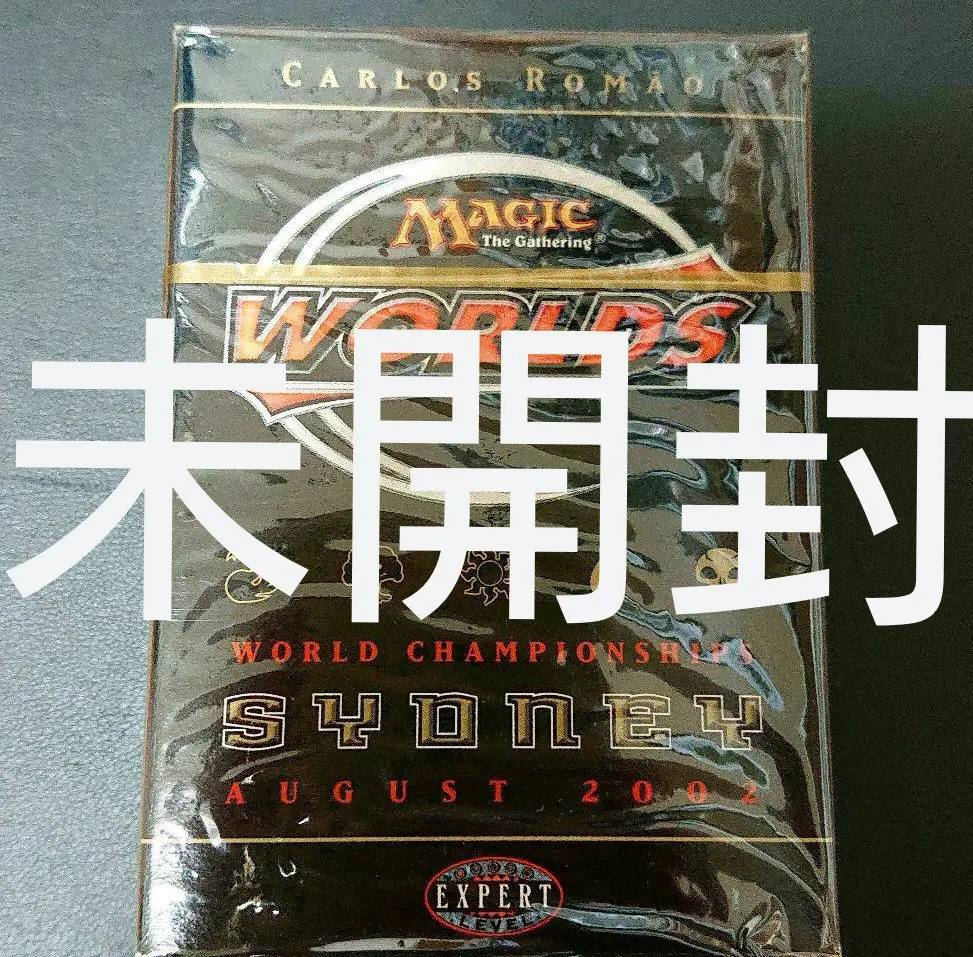 CARLOS ROMÃO
MAGIC
The Gathering®
WORLDS
未開封
WORLD CHAMPIONSHIPS
SYDNEY
AUGUST 2002
EXPERT
LEVEL